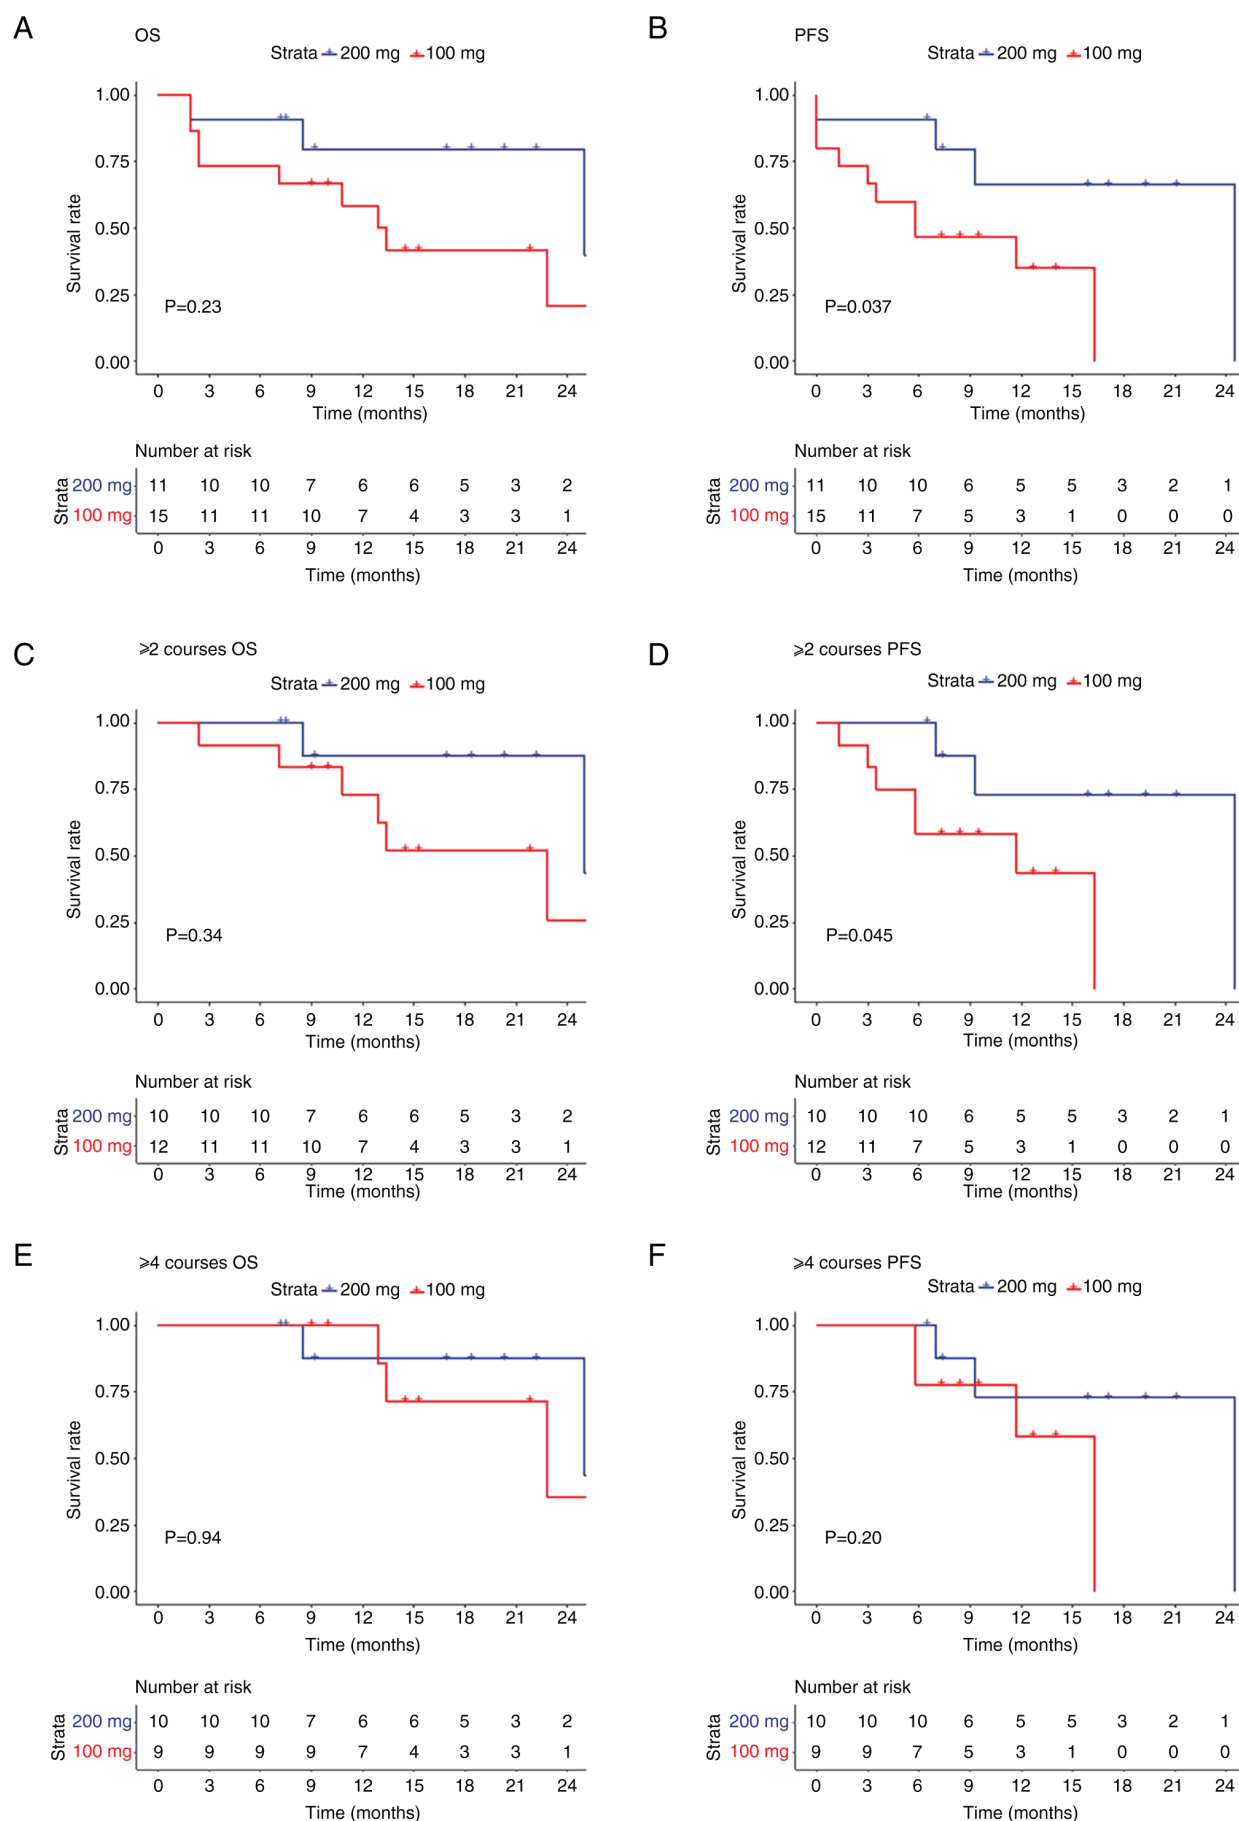 A
OS
Strata 200 mg 100 mg
1.00
0.75
0.50
0.25
0.00
Survival rate
P=0.23
0 3 6 9 12 15 18 21 24
Time (months)
Number at risk
Strata
200 mg 11 10 10 7 6 6 5 3 2
100 mg 15 11 11 10 7 4 3 3 1
0 3 6 9 12 15 18 21 24
Time (months)
B
PFS
Strata 200 mg 100 mg
1.00
0.75
0.50
0.25
0.00
Survival rate
P=0.037
0 3 6 9 12 15 18 21 24
Time (months)
Number at risk
Strata
200 mg 11 10 10 6 5 5 3 2 1
100 mg 15 11 7 5 3 1 0 0 0
0 3 6 9 12 15 18 21 24
Time (months)
C
⩾2 courses OS
Strata 200 mg 100 mg
1.00
0.75
0.50
0.25
0.00
Survival rate
P=0.34
0 3 6 9 12 15 18 21 24
Time (months)
Number at risk
Strata
200 mg 10 10 10 7 6 6 5 3 2
100 mg 12 11 11 10 7 4 3 3 1
0 3 6 9 12 15 18 21 24
Time (months)
D
⩾2 courses PFS
Strata 200 mg 100 mg
1.00
0.75
0.50
0.25
0.00
Survival rate
P=0.045
0 3 6 9 12 15 18 21 24
Time (months)
Number at risk
Strata
200 mg 10 10 10 6 5 5 3 2 1
100 mg 12 11 7 5 3 1 0 0 0
0 3 6 9 12 15 18 21 24
Time (months)
E
⩾4 courses OS
Strata 200 mg 100 mg
1.00
0.75
0.50
0.25
0.00
Survival rate
P=0.94
0 3 6 9 12 15 18 21 24
Time (months)
Number at risk
Strata
200 mg 10 10 10 7 6 6 5 3 2
100 mg 9 9 9 9 7 4 3 3 1
0 3 6 9 12 15 18 21 24
Time (months)
F
⩾4 courses PFS
Strata 200 mg 100 mg
1.00
0.75
0.50
0.25
0.00
Survival rate
P=0.20
0 3 6 9 12 15 18 21 24
Time (months)
Number at risk
Strata
200 mg 10 10 10 6 5 5 3 2 1
100 mg 9 9 7 5 3 1 0 0 0
0 3 6 9 12 15 18 21 24
Time (months)